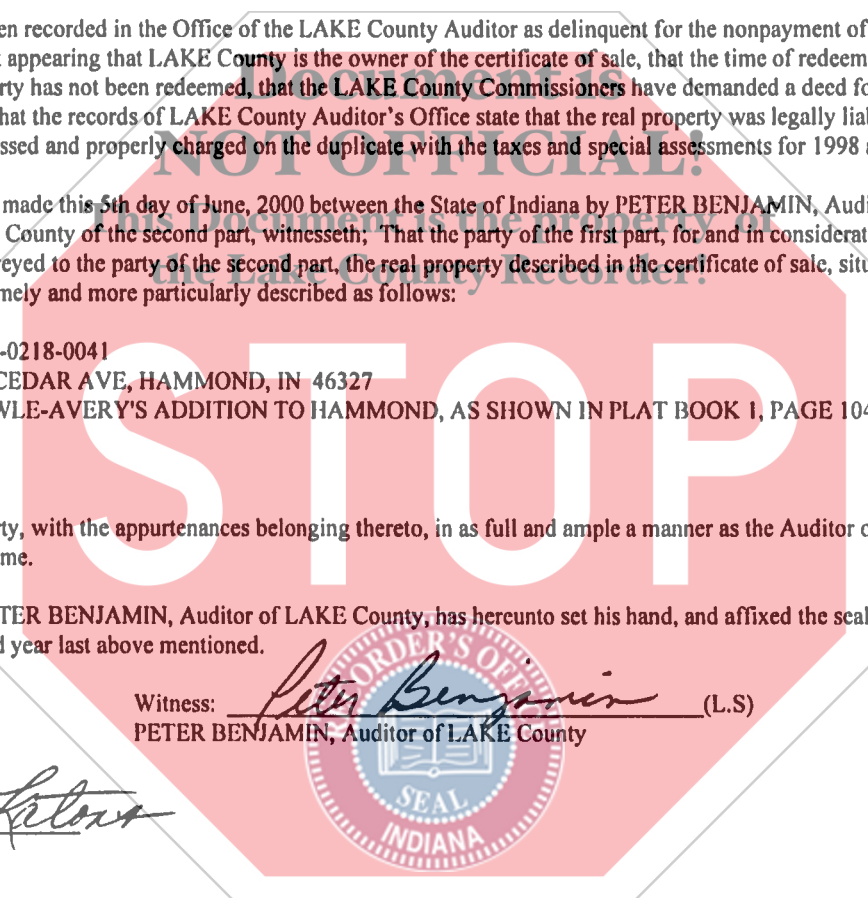 en recorded in the Office of the LAKE County Auditor as delinquent for the nonpayment of
appearing that LAKE County is the owner of the certificate of sale, that the time of redeem
rty has not been redeemed, that the LAKE County Commissioners have demanded a deed fo
hat the records of LAKE County Auditor's Office state that the real property was legally lial
ssed and properly charged on the duplicate with the taxes and special assessments for 1998 a
Document is
NOT OFFICIAL!
This Document is the property of
the Lake County Recorder!
made this 5th day of June, 2000 between the State of Indiana by PETER BENJAMIN, Audi
County of the second part, witnesseth; That the party of the first part, for and in considerat
eyed to the party of the second part, the real property described in the certificate of sale, situ
mely and more particularly described as follows:
-0218-0041
CEDAR AVE, HAMMOND, IN 46327
WLE-AVERY'S ADDITION TO HAMMOND, AS SHOWN IN PLAT BOOK 1, PAGE 104
STOP
ty, with the appurtenances belonging thereto, in as full and ample a manner as the Auditor o
me.
TER BENJAMIN, Auditor of LAKE County, has hereunto set his hand, and affixed the seal
d year last above mentioned.
Witness: Peter Benjamin (L.S)
PETER BENJAMIN, Auditor of LAKE County
RECORDER'S OFFICE
SEAL
INDIANA